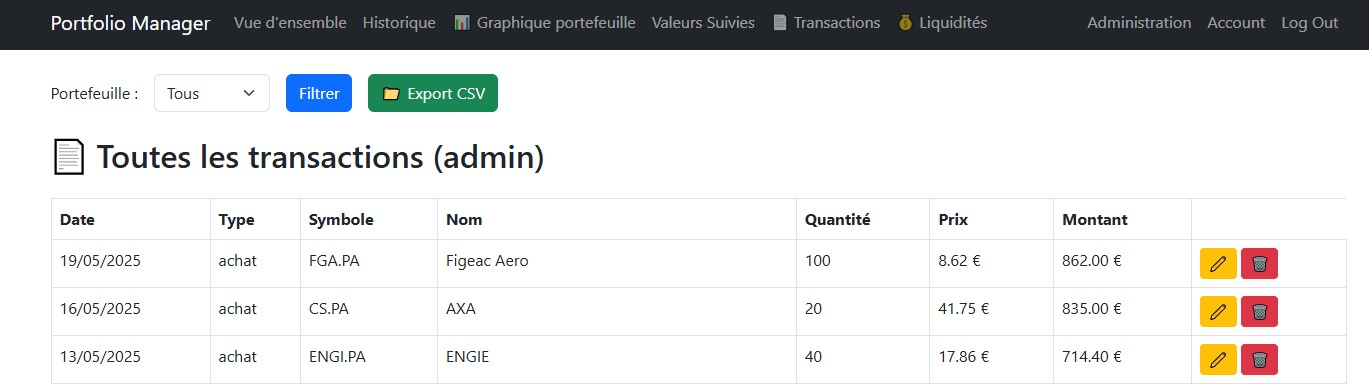 Portfolio Manager Vue d'ensemble Historique 📊 Graphique portefeuille Valeurs Suivies 📄 Transactions 💰 Liquidités Administration Account Log Out
Portefeuille : Tous Filtrer 📁 Export CSV
📄 Toutes les transactions (admin)
Date Type Symbole Nom Quantité Prix Montant
19/05/2025 achat FGA.PA Figeac Aero 100 8.62 € 862.00 €
16/05/2025 achat CS.PA AXA 20 41.75 € 835.00 €
13/05/2025 achat ENGI.PA ENGIE 40 17.86 € 714.40 €